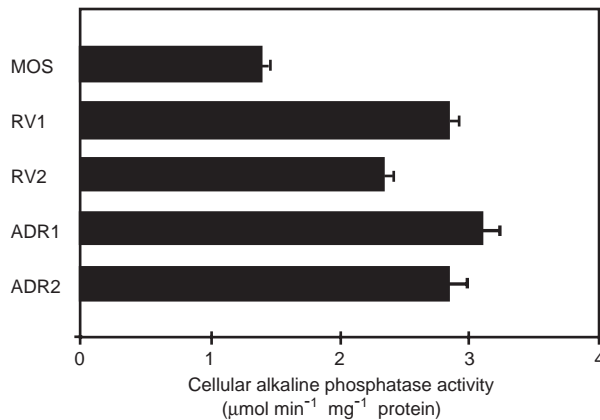 MOS
RV1
RV2
ADR1
ADR2
0 1 2 3 4
Cellular alkaline phosphatase activity
(μmol min⁻¹ mg⁻¹ protein)